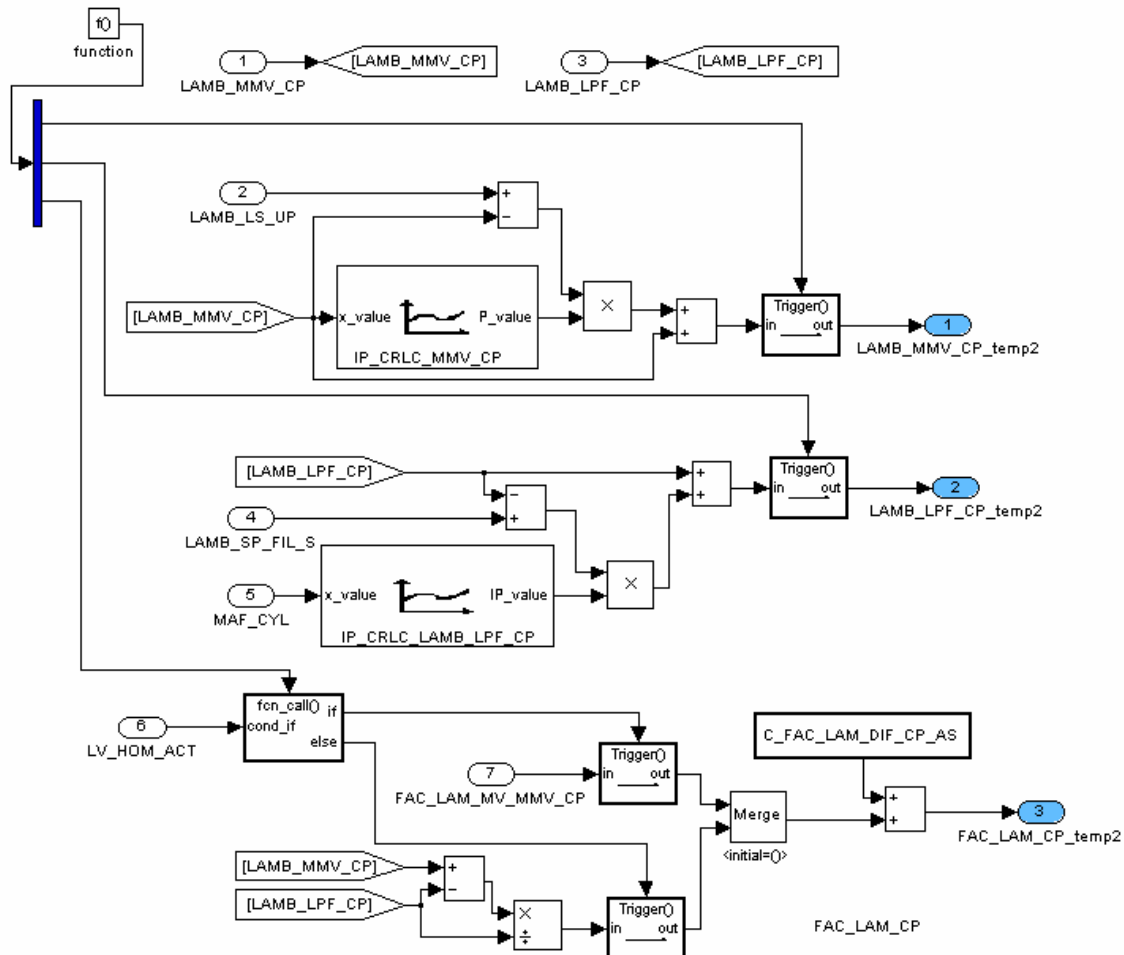 f()
function
1
[LAMB_MMV_CP]
3
[LAMB_LPF_CP]
LAMB_MMV_CP
LAMB_LPF_CP
2
+
−
LAMB_LS_UP
[LAMB_MMV_CP]
x_value
P_value
IP_CRLC_MMV_CP
×
+
+
Trigger()
in
out
1
LAMB_MMV_CP_temp2
[LAMB_LPF_CP]
−
+
4
LAMB_SP_FIL_S
+
+
Trigger()
in
out
2
LAMB_LPF_CP_temp2
5
MAF_CYL
x_value
IP_value
IP_CRLC_LAMB_LPF_CP
×
6
LV_HOM_ACT
fcn_call()
if
cond_if
else
7
FAC_LAM_MV_MMV_CP
Trigger()
in
out
Merge
<initial=()>
C_FAC_LAM_DIF_CP_AS
+
+
3
FAC_LAM_CP_temp2
[LAMB_MMV_CP]
[LAMB_LPF_CP]
+
−
×
÷
Trigger()
in
out
FAC_LAM_CP